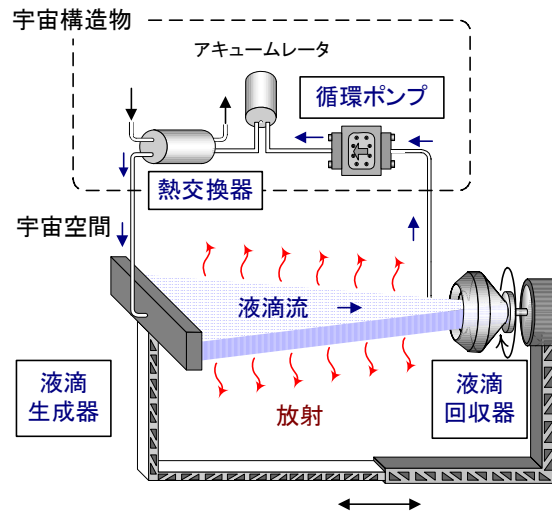 宇宙構造物
アキュームレータ
循環ポンプ
熱交換器
宇宙空間
液滴流
液滴
生成器
液滴
回収器
放射